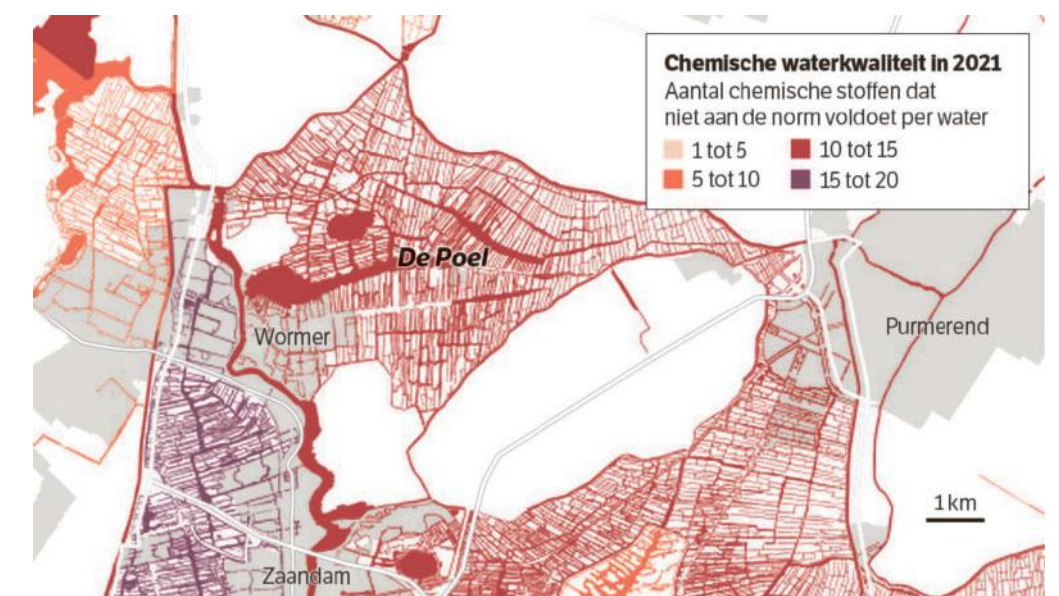 Chemische waterkwaliteit in 2021
Aantal chemische stoffen dat
niet aan de norm voldoet per water
1 tot 5
10 tot 15
5 tot 10
15 tot 20
De Poel
Wormer
Purmerend
1 km
Zaandam